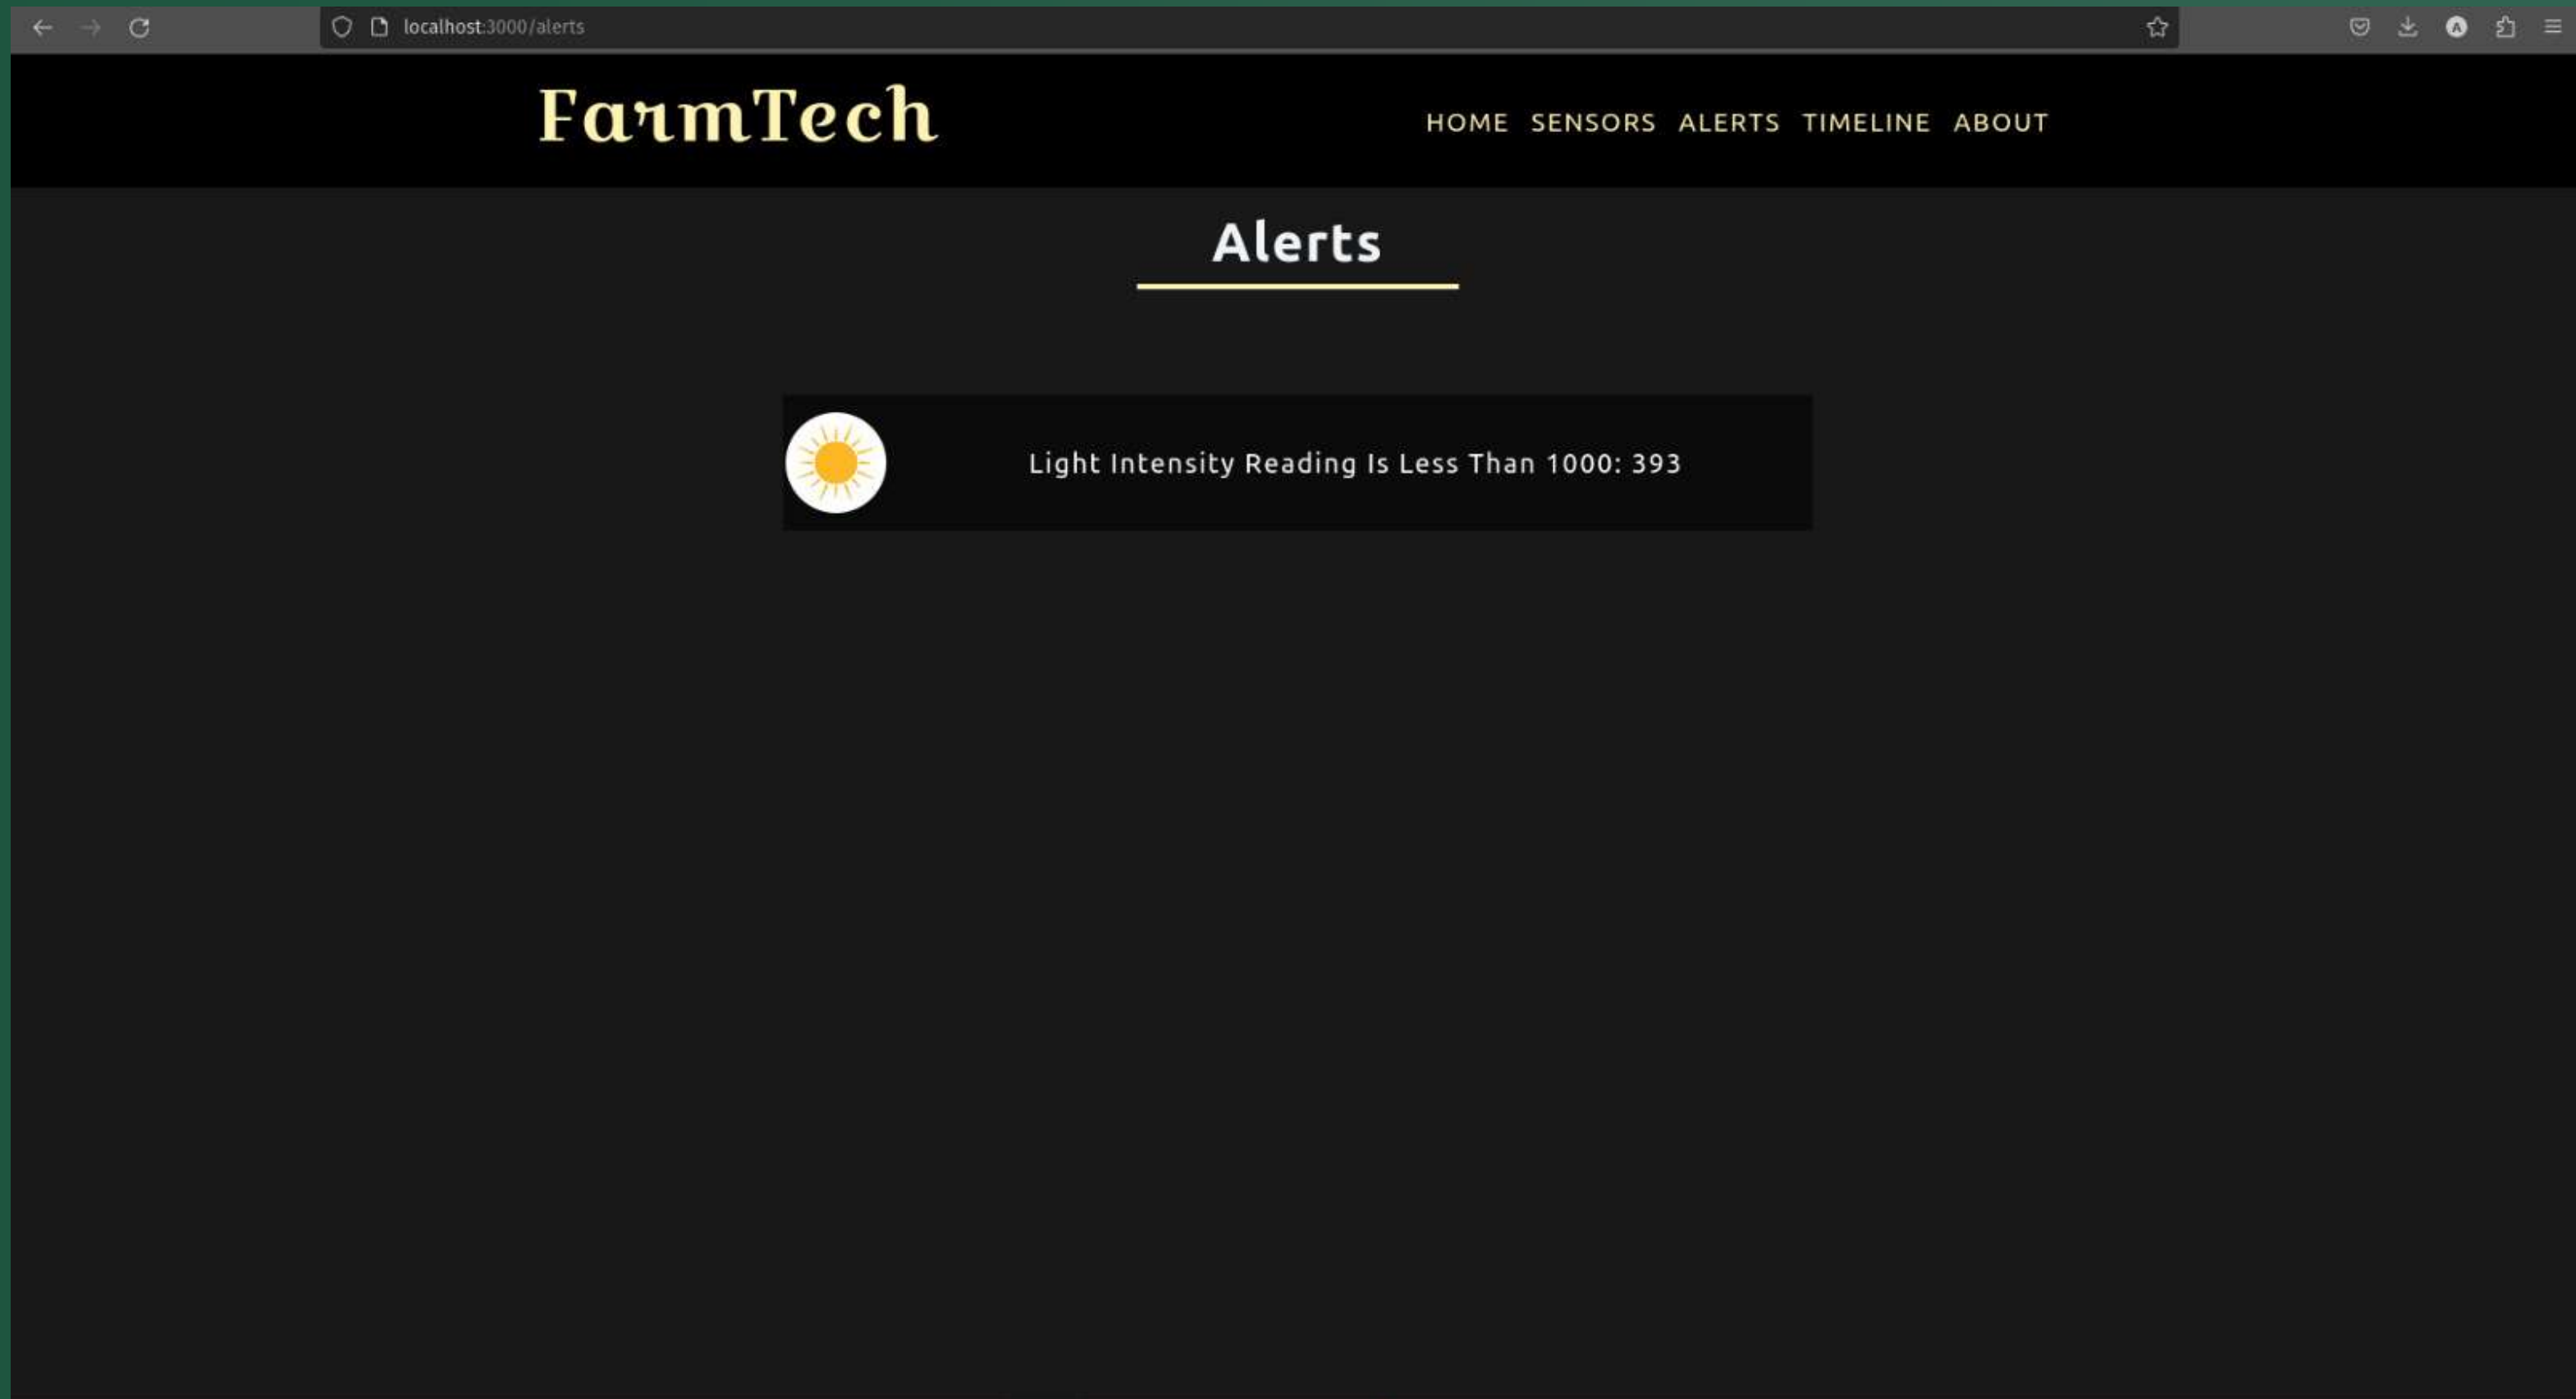 localhost:3000/alerts
FarmTech
HOME SENSORS ALERTS TIMELINE ABOUT
Alerts
Light Intensity Reading Is Less Than 1000: 393